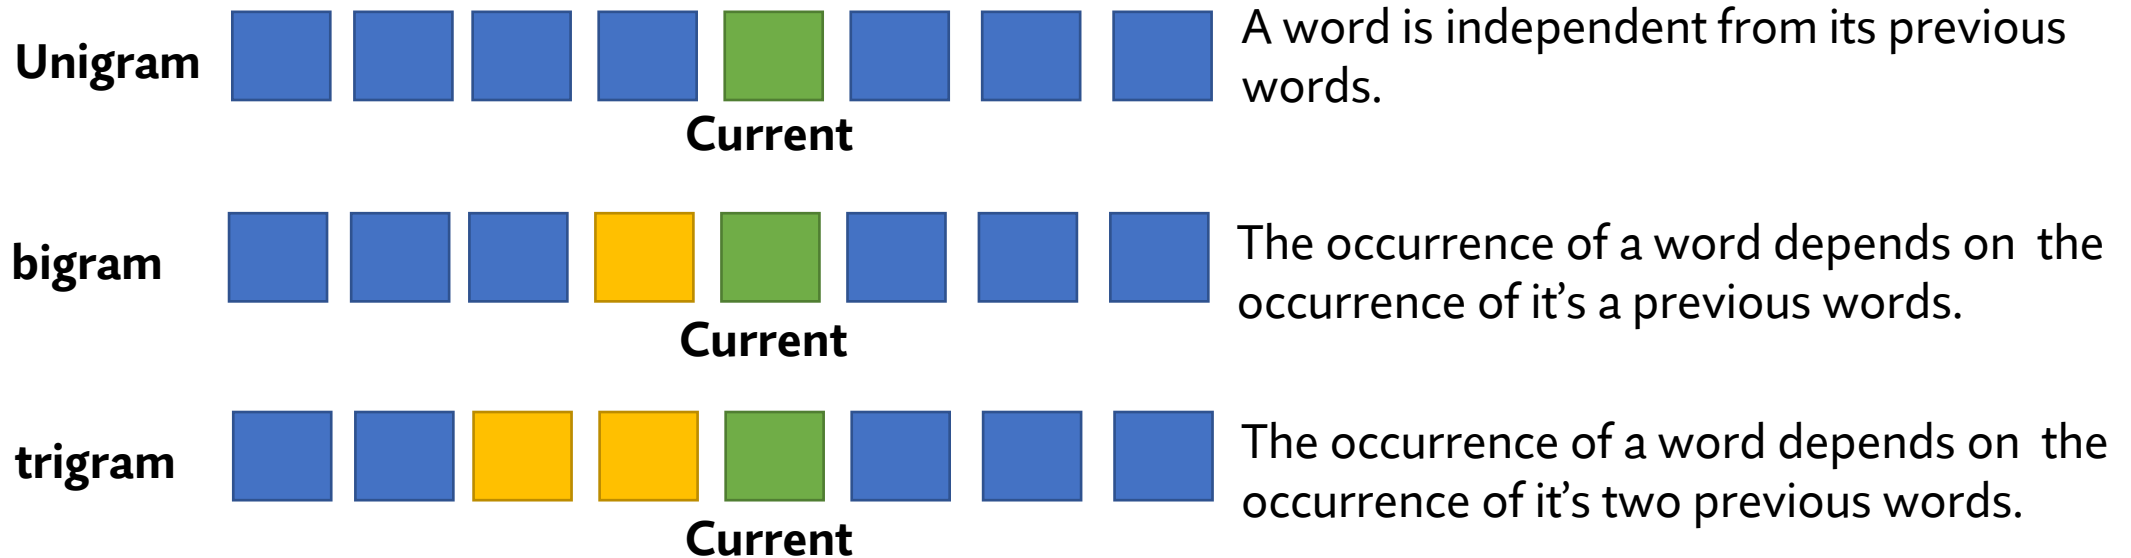 Unigram
A word is independent from its previous
words.
Current
bigram
The occurrence of a word depends on  the
occurrence of it’s a previous words.
Current
trigram
The occurrence of a word depends on  the
occurrence of it’s two previous words.
Current